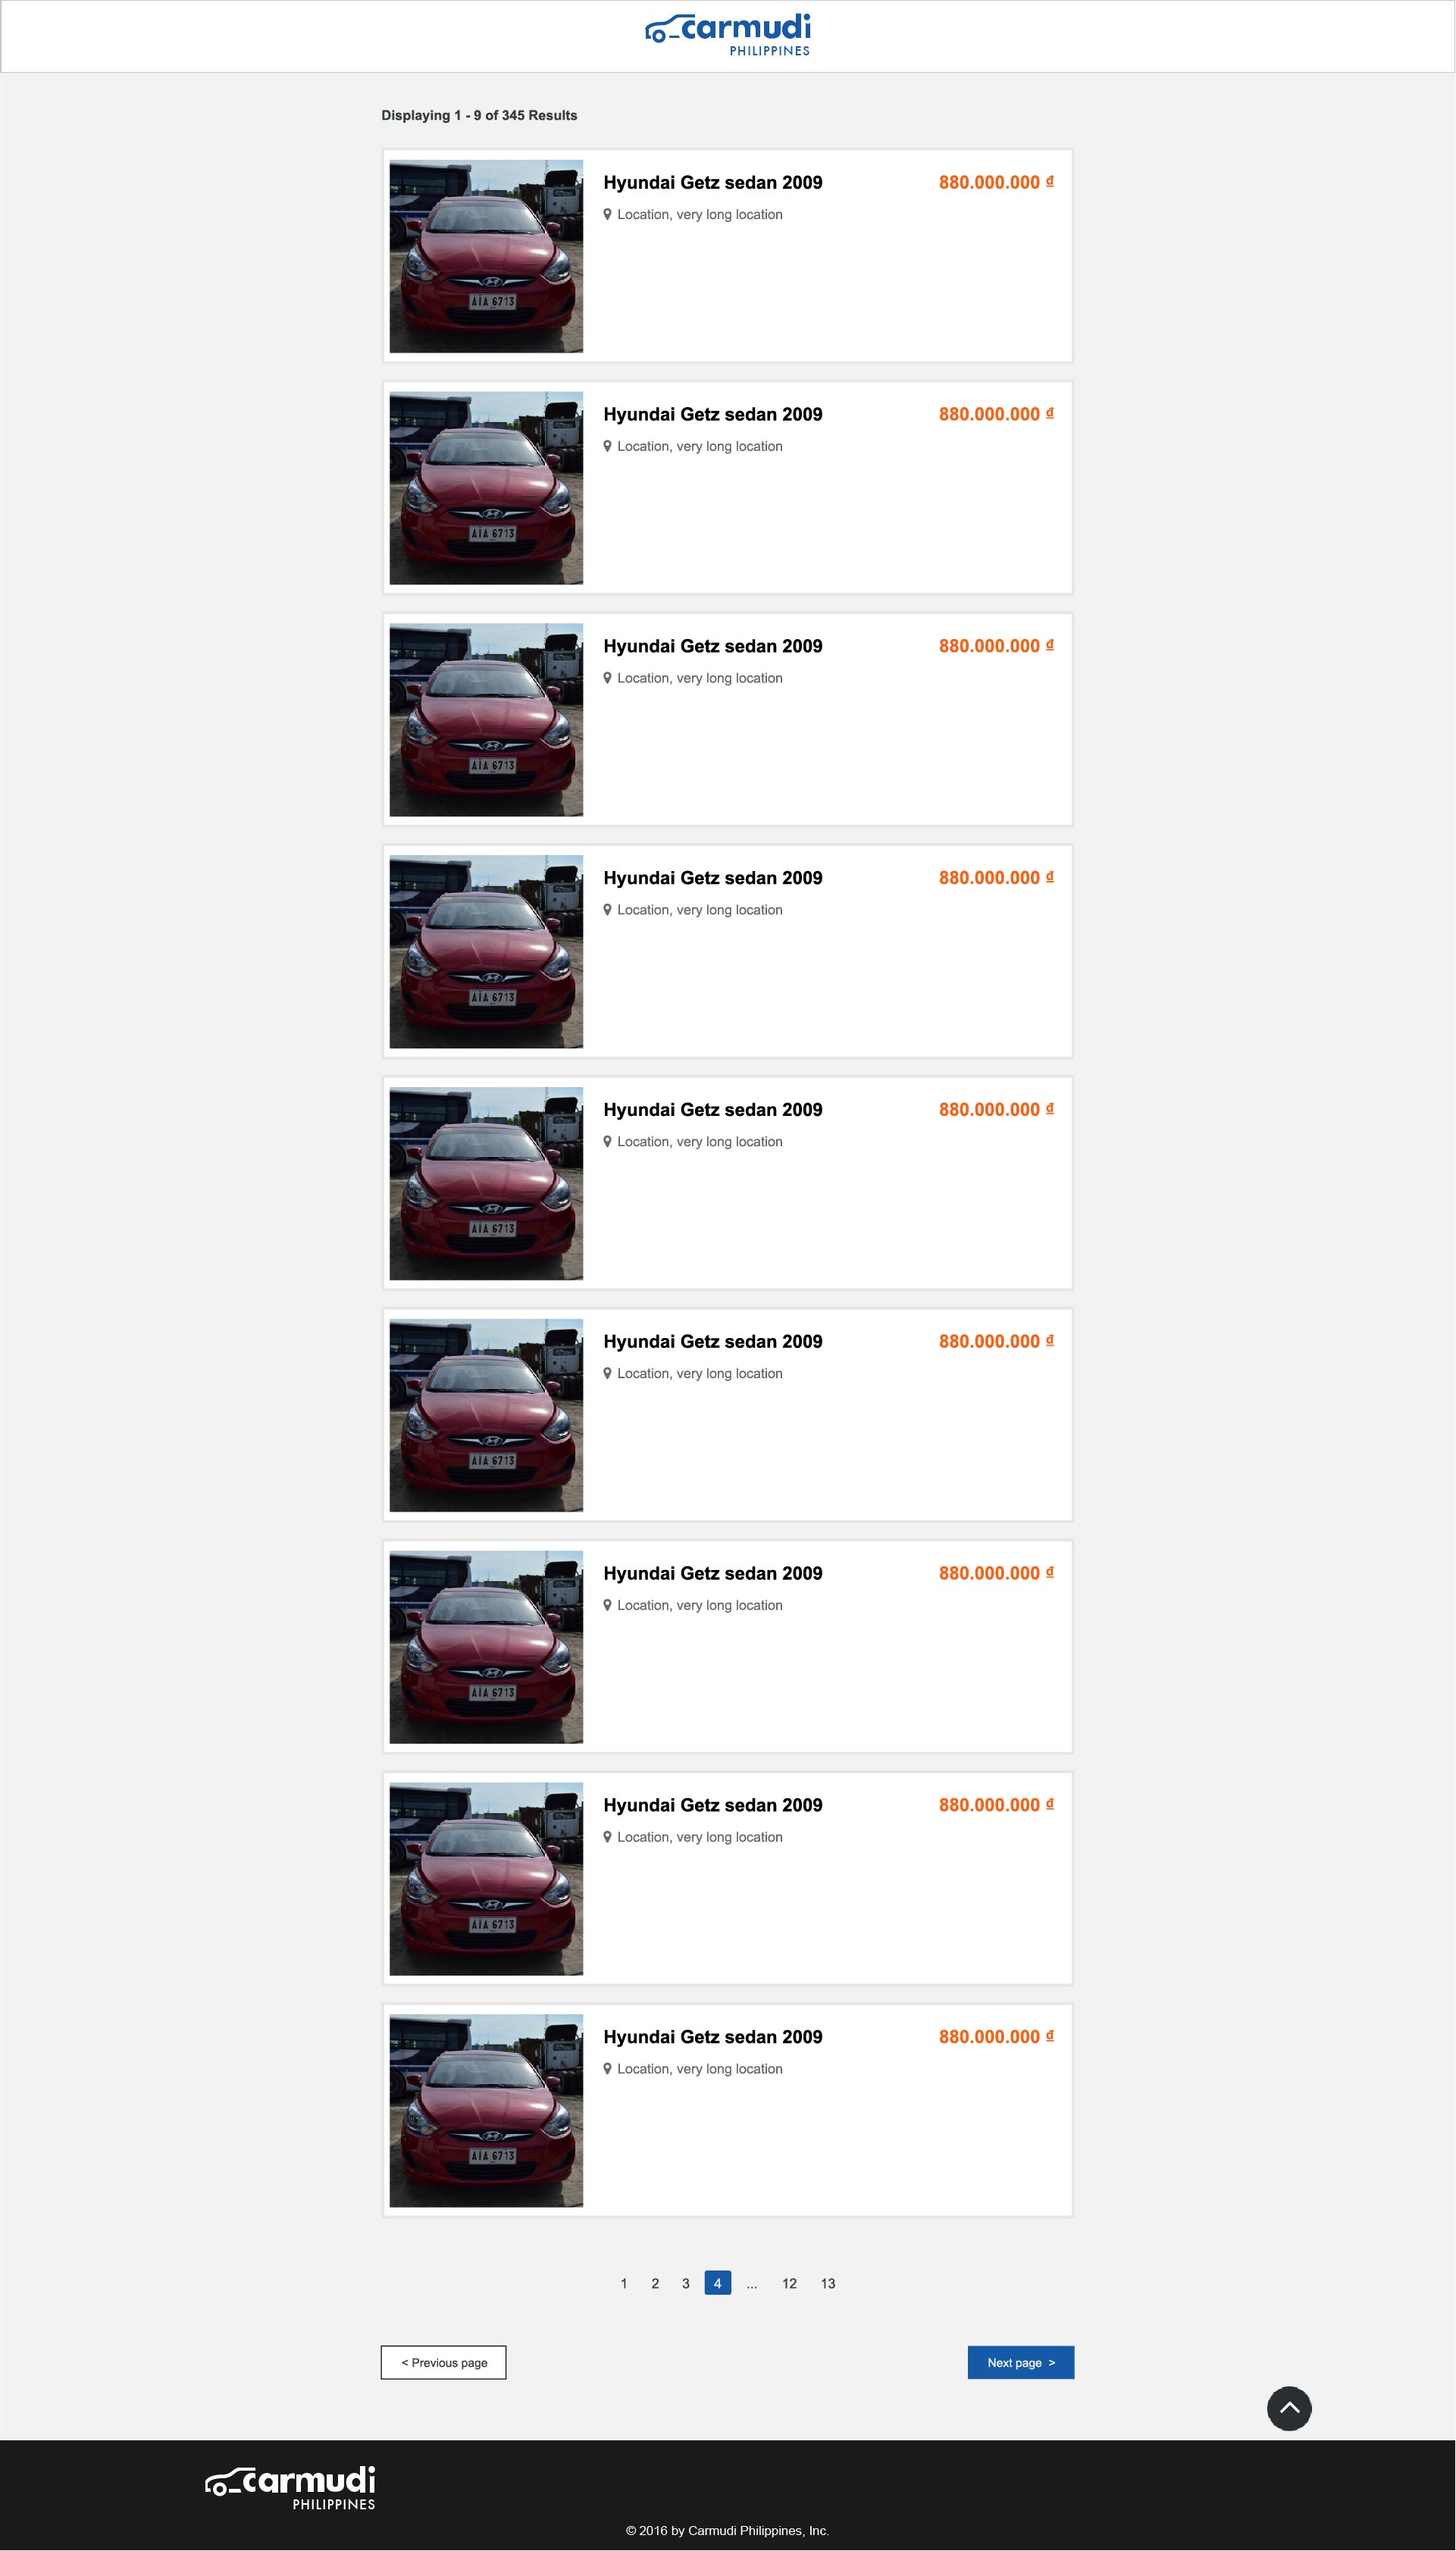 carmudi
PHILIPPINES
Displaying 1 - 9 of 345 Results
Hyundai Getz sedan 2009 880.000.000 ₫
Location, very long location
AIA 6713
Hyundai Getz sedan 2009 880.000.000 ₫
Location, very long location
AIA 6713
Hyundai Getz sedan 2009 880.000.000 ₫
Location, very long location
AIA 6713
Hyundai Getz sedan 2009 880.000.000 ₫
Location, very long location
AIA 6713
Hyundai Getz sedan 2009 880.000.000 ₫
Location, very long location
AIA 6713
Hyundai Getz sedan 2009 880.000.000 ₫
Location, very long location
AIA 6713
Hyundai Getz sedan 2009 880.000.000 ₫
Location, very long location
AIA 6713
Hyundai Getz sedan 2009 880.000.000 ₫
Location, very long location
AIA 6713
Hyundai Getz sedan 2009 880.000.000 ₫
Location, very long location
AIA 6713
1 2 3 4 ... 12 13
< Previous page Next page >
carmudi
PHILIPPINES
© 2016 by Carmudi Philippines, Inc.